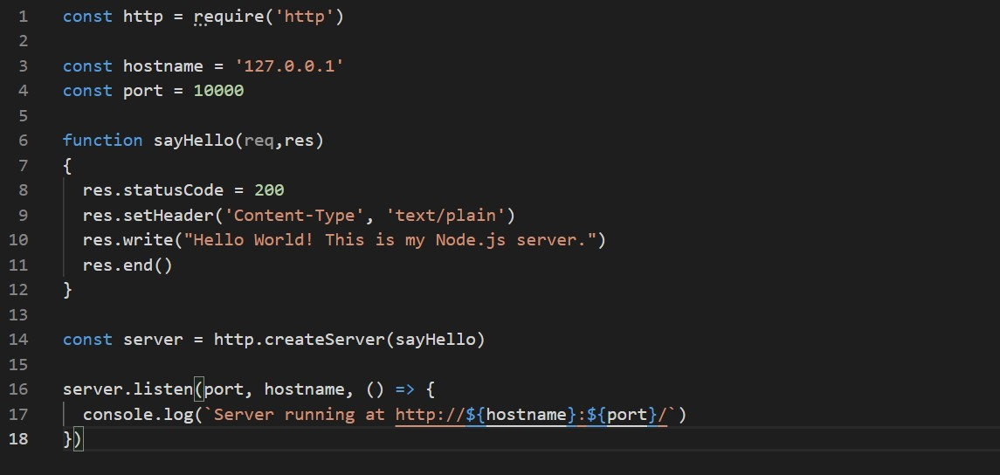 1 const http = require('http')
2
3 const hostname = '127.0.0.1'
4 const port = 10000
5
6 function sayHello(req,res)
7 {
8   res.statusCode = 200
9   res.setHeader('Content-Type', 'text/plain')
10   res.write("Hello World! This is my Node.js server.")
11   res.end()
12 }
13
14 const server = http.createServer(sayHello)
15
16 server.listen(port, hostname, () => {
17   console.log(`Server running at http://${hostname}:${port}/`)
18 })